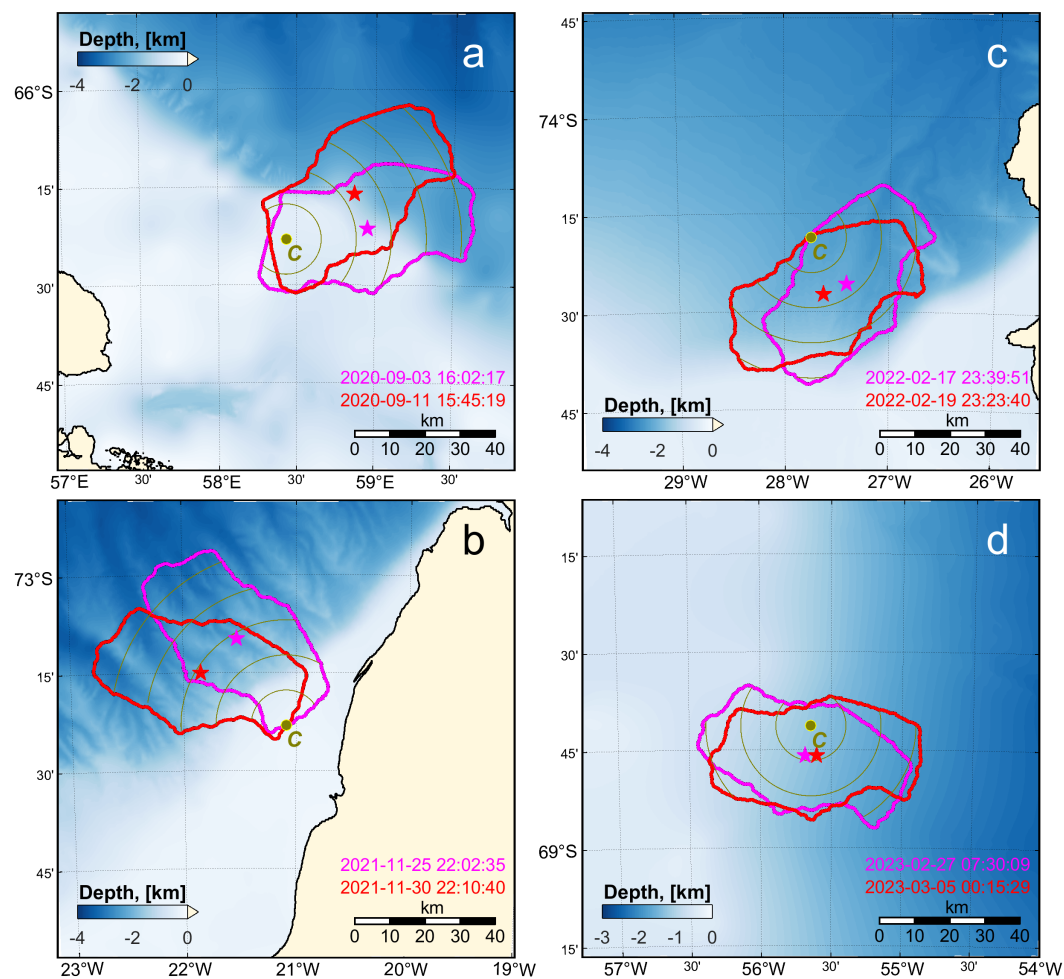 Depth, [km]
-4 -2 0
a
66°S
15'
C
30'
45'
2020-09-03 16:02:17
2020-09-11 15:45:19
km
0 10 20 30 40
57°E 30' 58°E 30' 59°E 30'
45'
c
74°S
15'
C
30'
2022-02-17 23:39:51
2022-02-19 23:23:40
45'
Depth, [km]
-4 -2 0
km
0 10 20 30 40
29°W 28°W 27°W 26°W
b
73°S
15'
C
30'
45'
2021-11-25 22:02:35
2021-11-30 22:10:40
Depth, [km]
-4 -2 0
km
0 10 20 30 40
23°W 22°W 21°W 20°W 19°W
d
15'
30'
C
45'
69°S
2023-02-27 07:30:09
2023-03-05 00:15:29
Depth, [km]
-3 -2 -1 0
km
0 10 20 30 40
15'
57°W 30' 56°W 30' 55°W 30' 54°W